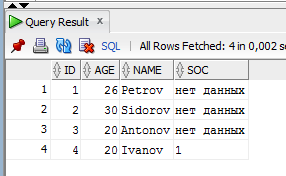 Query Result ×
SQL | All Rows Fetched: 4 in 0,002 s
ID AGE NAME SOC
1 1 26 Petrov нет данных
2 2 30 Sidorov нет данных
3 3 20 Antonov нет данных
4 4 20 Ivanov 1